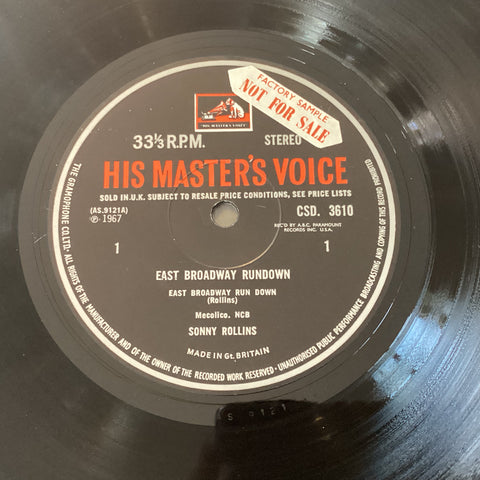 FACTORY SAMPLE
NOT FOR SALE
"HIS MASTER'S VOICE"
33⅓ R.P.M.
STEREO
HIS MASTER'S VOICE
SOLD IN U.K. SUBJECT TO RESALE PRICE CONDITIONS, SEE PRICE LISTS
(AS.9121A)
℗ 1967
CSD. 3610
REC'D BY A.B.C. PARAMOUNT
RECORDS INC. U.S.A.
1
1
EAST BROADWAY RUNDOWN
EAST BROADWAY RUN DOWN
(Rollins)
Mecolico. NCB
SONNY ROLLINS
MADE IN Gt. BRITAIN
THE GRAMOPHONE CO. LTD. ALL RIGHTS OF THE MANUFACTURER AND OF THE OWNER OF THE RECORDED WORK RESERVED · UNAUTHORISED PUBLIC PERFORMANCE BROADCASTING AND COPYING OF THIS RECORD PROHIBITED
S 9121